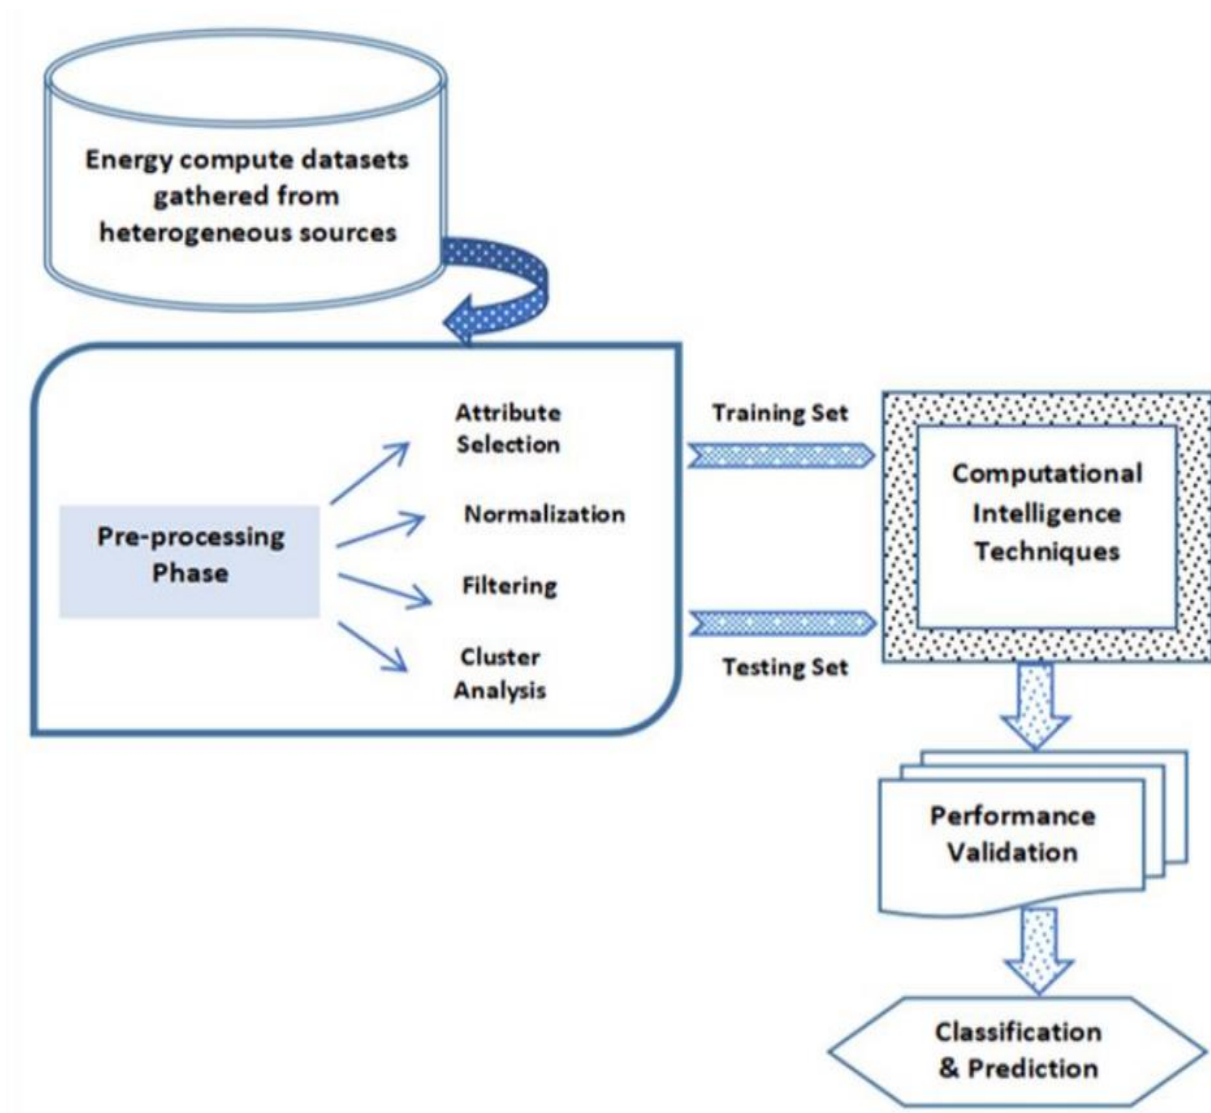 Energy compute datasets
gathered from
heterogeneous sources
Pre-processing
Phase
Attribute
Selection
Normalization
Filtering
Cluster
Analysis
Training Set
Testing Set
Computational
Intelligence
Techniques
Performance
Validation
Classification
& Prediction